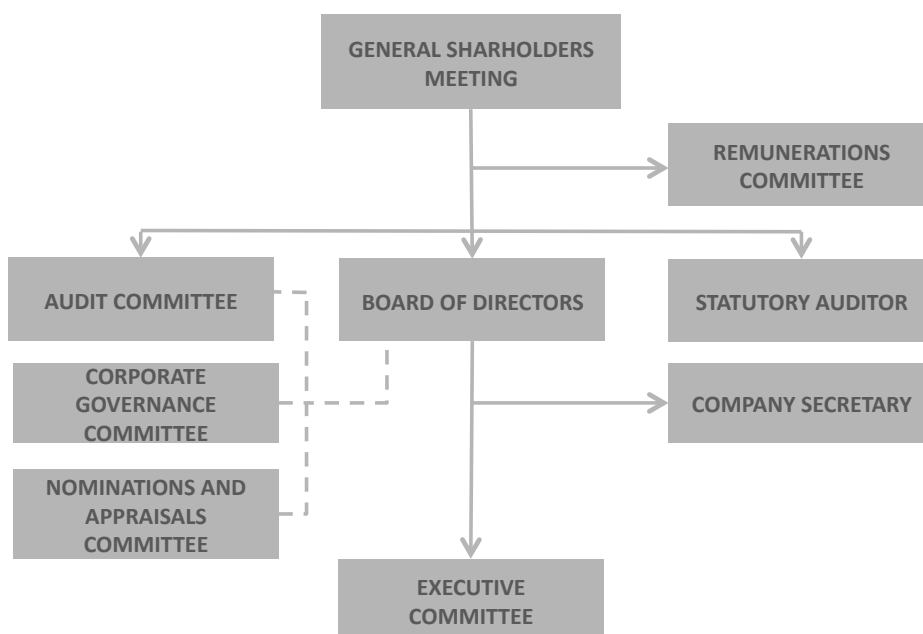 GENERAL SHARHOLDERS
MEETING
REMUNERATIONS
COMMITTEE
AUDIT COMMITTEE
BOARD OF DIRECTORS
STATUTORY AUDITOR
CORPORATE
GOVERNANCE
COMMITTEE
COMPANY SECRETARY
NOMINATIONS AND
APPRAISALS
COMMITTEE
EXECUTIVE
COMMITTEE